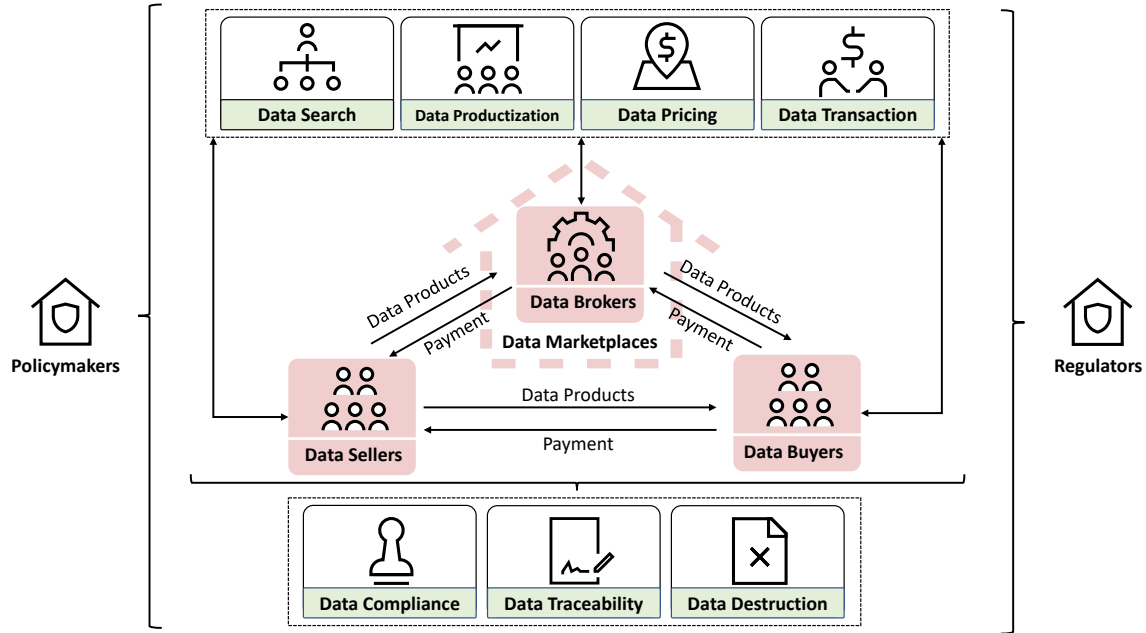 Data Search
Data Productization
Data Pricing
Data Transaction
Data Products
Data Products
Data Brokers
Payment
Payment
Data Marketplaces
Policymakers
Regulators
Data Products
Payment
Data Sellers
Data Buyers
Data Compliance
Data Traceability
Data Destruction